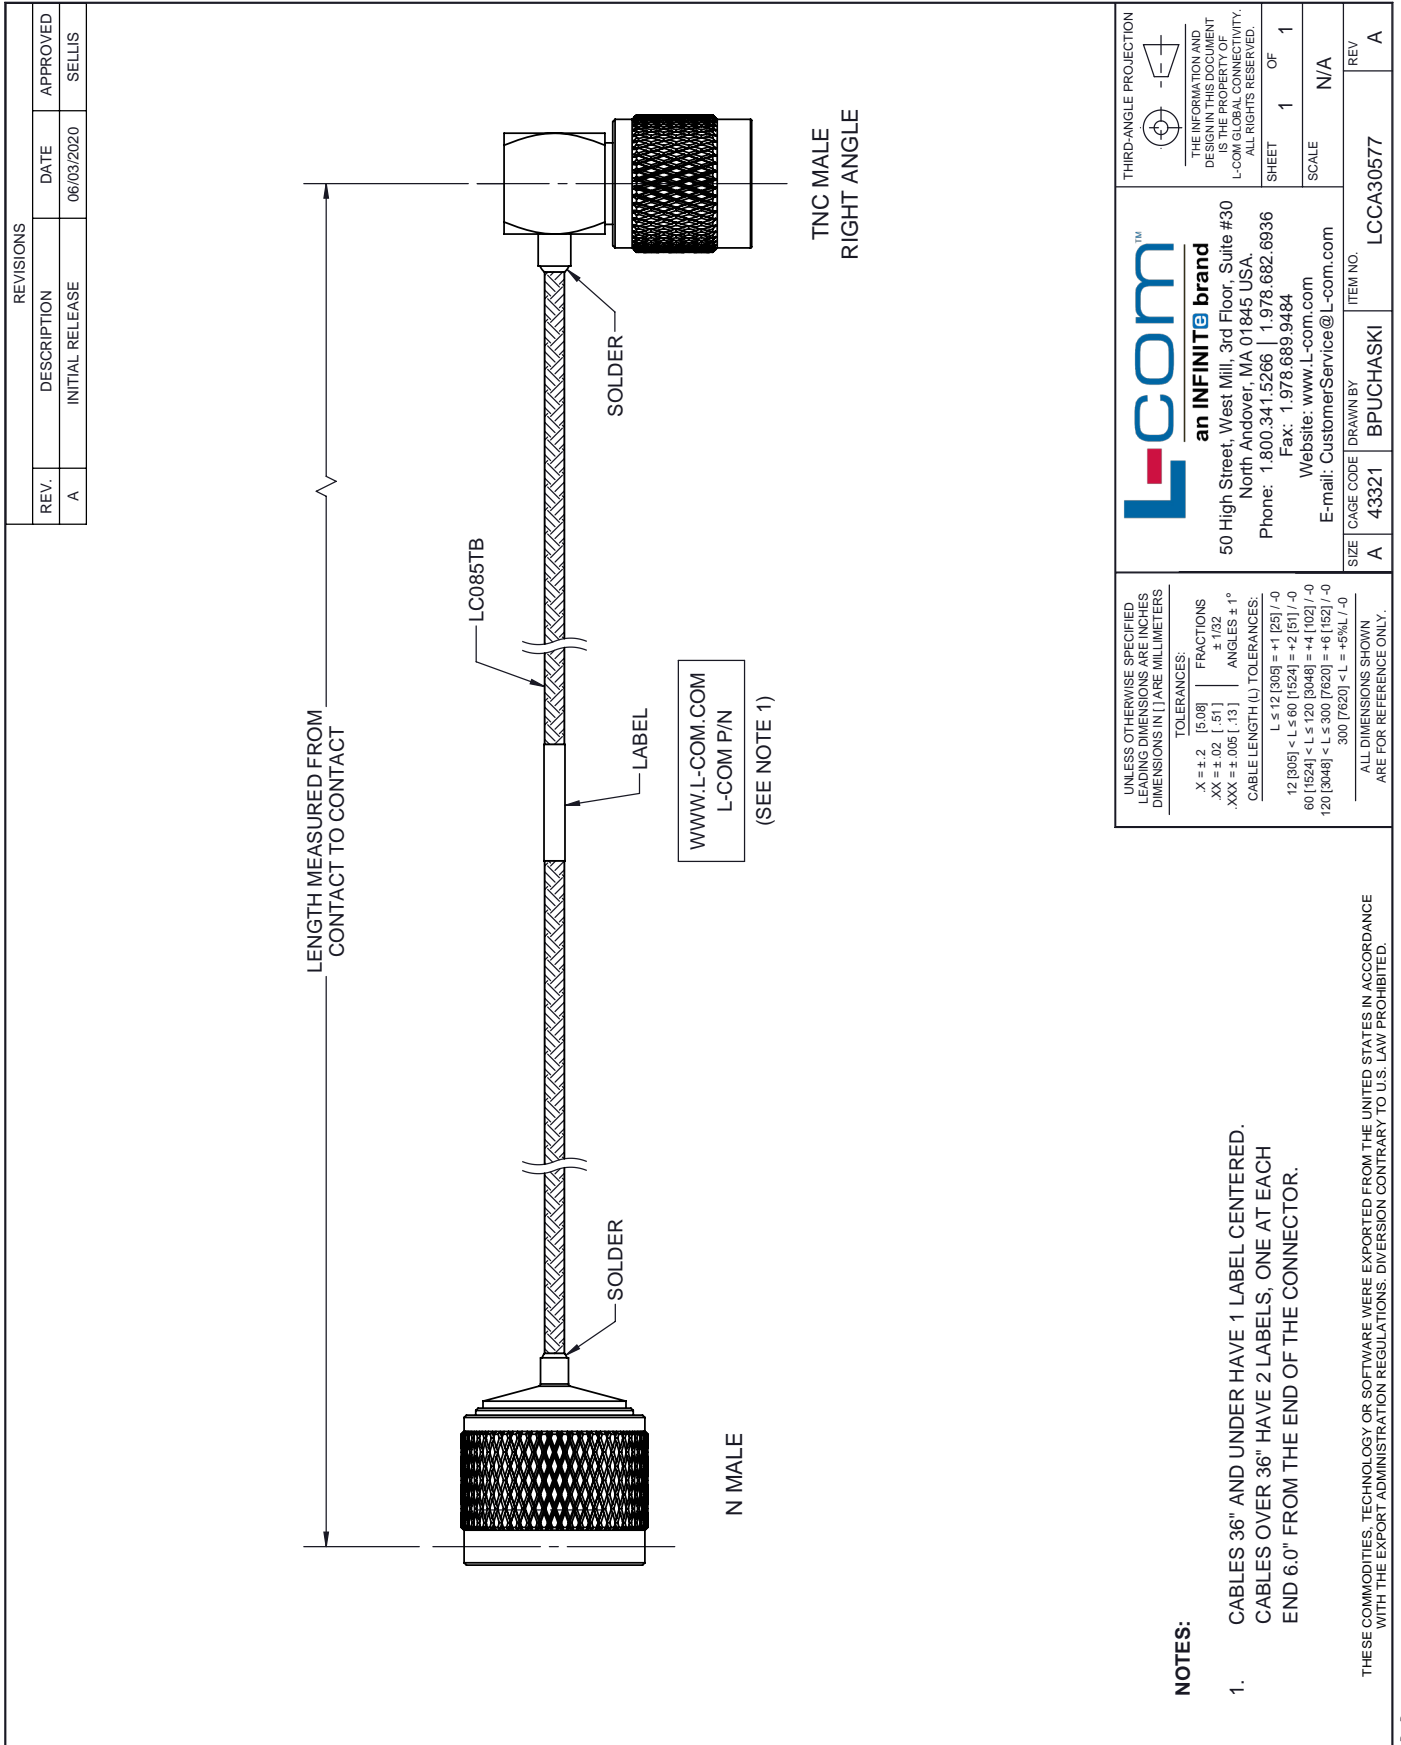 REVISIONS
REV. DESCRIPTION DATE APPROVED
A INITIAL RELEASE 06/03/2020 SELLIS
LENGTH MEASURED FROM
CONTACT TO CONTACT
LC085TB
SOLDER
SOLDER
LABEL
TNC MALE
RIGHT ANGLE
N MALE
WWW.L-COM.COM
L-COM P/N
(SEE NOTE 1)
NOTES:
1. CABLES 36" AND UNDER HAVE 1 LABEL CENTERED.
CABLES OVER 36" HAVE 2 LABELS, ONE AT EACH
END 6.0" FROM THE END OF THE CONNECTOR.
THESE COMMODITIES, TECHNOLOGY OR SOFTWARE WERE EXPORTED FROM THE UNITED STATES IN ACCORDANCE
WITH THE EXPORT ADMINISTRATION REGULATIONS. DIVERSION CONTRARY TO U.S. LAW PROHIBITED.
UNLESS OTHERWISE SPECIFIED
LEADING DIMENSIONS ARE INCHES
DIMENSIONS IN [ ] ARE MILLIMETERS
TOLERANCES:
.X = ±.2 [5.08] FRACTIONS
.XX = ±.02 [.51] ± 1/32
.XXX = ±.005 [.13] ANGLES ± 1°
CABLE LENGTH (L) TOLERANCES:
L ≤ 12 [305] = +1 [25] / -0
12 [305] < L ≤ 60 [1524] = +2 [51] / -0
60 [1524] < L ≤ 120 [3048] = +4 [102] / -0
120 [3048] < L ≤ 300 [7620] = +6 [152] / -0
300 [7620] < L = +5%L / -0
ALL DIMENSIONS SHOWN
ARE FOR REFERENCE ONLY.
L-com™
an INFINITe brand
50 High Street, West Mill, 3rd Floor, Suite #30
North Andover, MA 01845 USA.
Phone: 1.800.341.5266 | 1.978.682.6936
Fax: 1.978.689.9484
Website: www.L-com.com
E-mail: CustomerService@L-com.com
THIRD-ANGLE PROJECTION
THE INFORMATION AND
DESIGN IN THIS DOCUMENT
IS THE PROPERTY OF
L-COM GLOBAL CONNECTIVITY.
ALL RIGHTS RESERVED.
SHEET 1 OF 1
SCALE N/A
SIZE A
CAGE CODE 43321
DRAWN BY BPUCHASKI
ITEM NO. LCCA30577
REV A